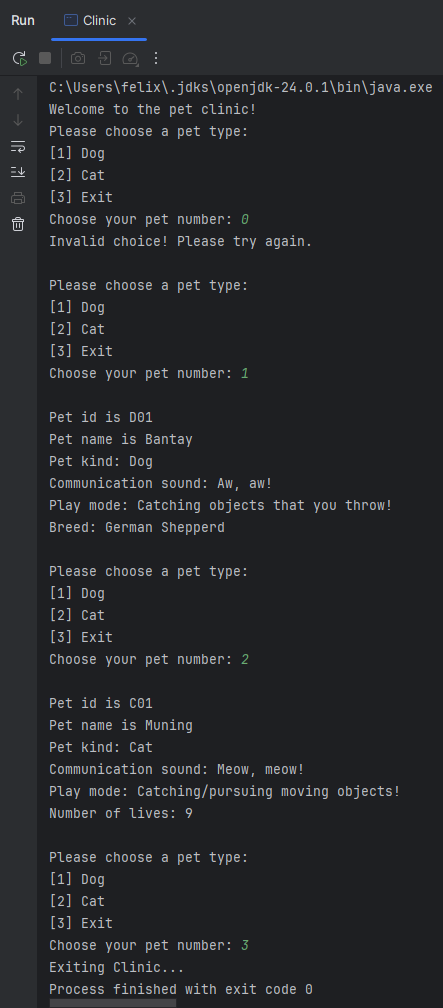 Run Clinic
C:\Users\felix\.jdks\openjdk-24.0.1\bin\java.exe
Welcome to the pet clinic!
Please choose a pet type:
[1] Dog
[2] Cat
[3] Exit
Choose your pet number: 0
Invalid choice! Please try again.
Please choose a pet type:
[1] Dog
[2] Cat
[3] Exit
Choose your pet number: 1
Pet id is D01
Pet name is Bantay
Pet kind: Dog
Communication sound: Aw, aw!
Play mode: Catching objects that you throw!
Breed: German Shepperd
Please choose a pet type:
[1] Dog
[2] Cat
[3] Exit
Choose your pet number: 2
Pet id is C01
Pet name is Muning
Pet kind: Cat
Communication sound: Meow, meow!
Play mode: Catching/pursuing moving objects!
Number of lives: 9
Please choose a pet type:
[1] Dog
[2] Cat
[3] Exit
Choose your pet number: 3
Exiting Clinic...
Process finished with exit code 0